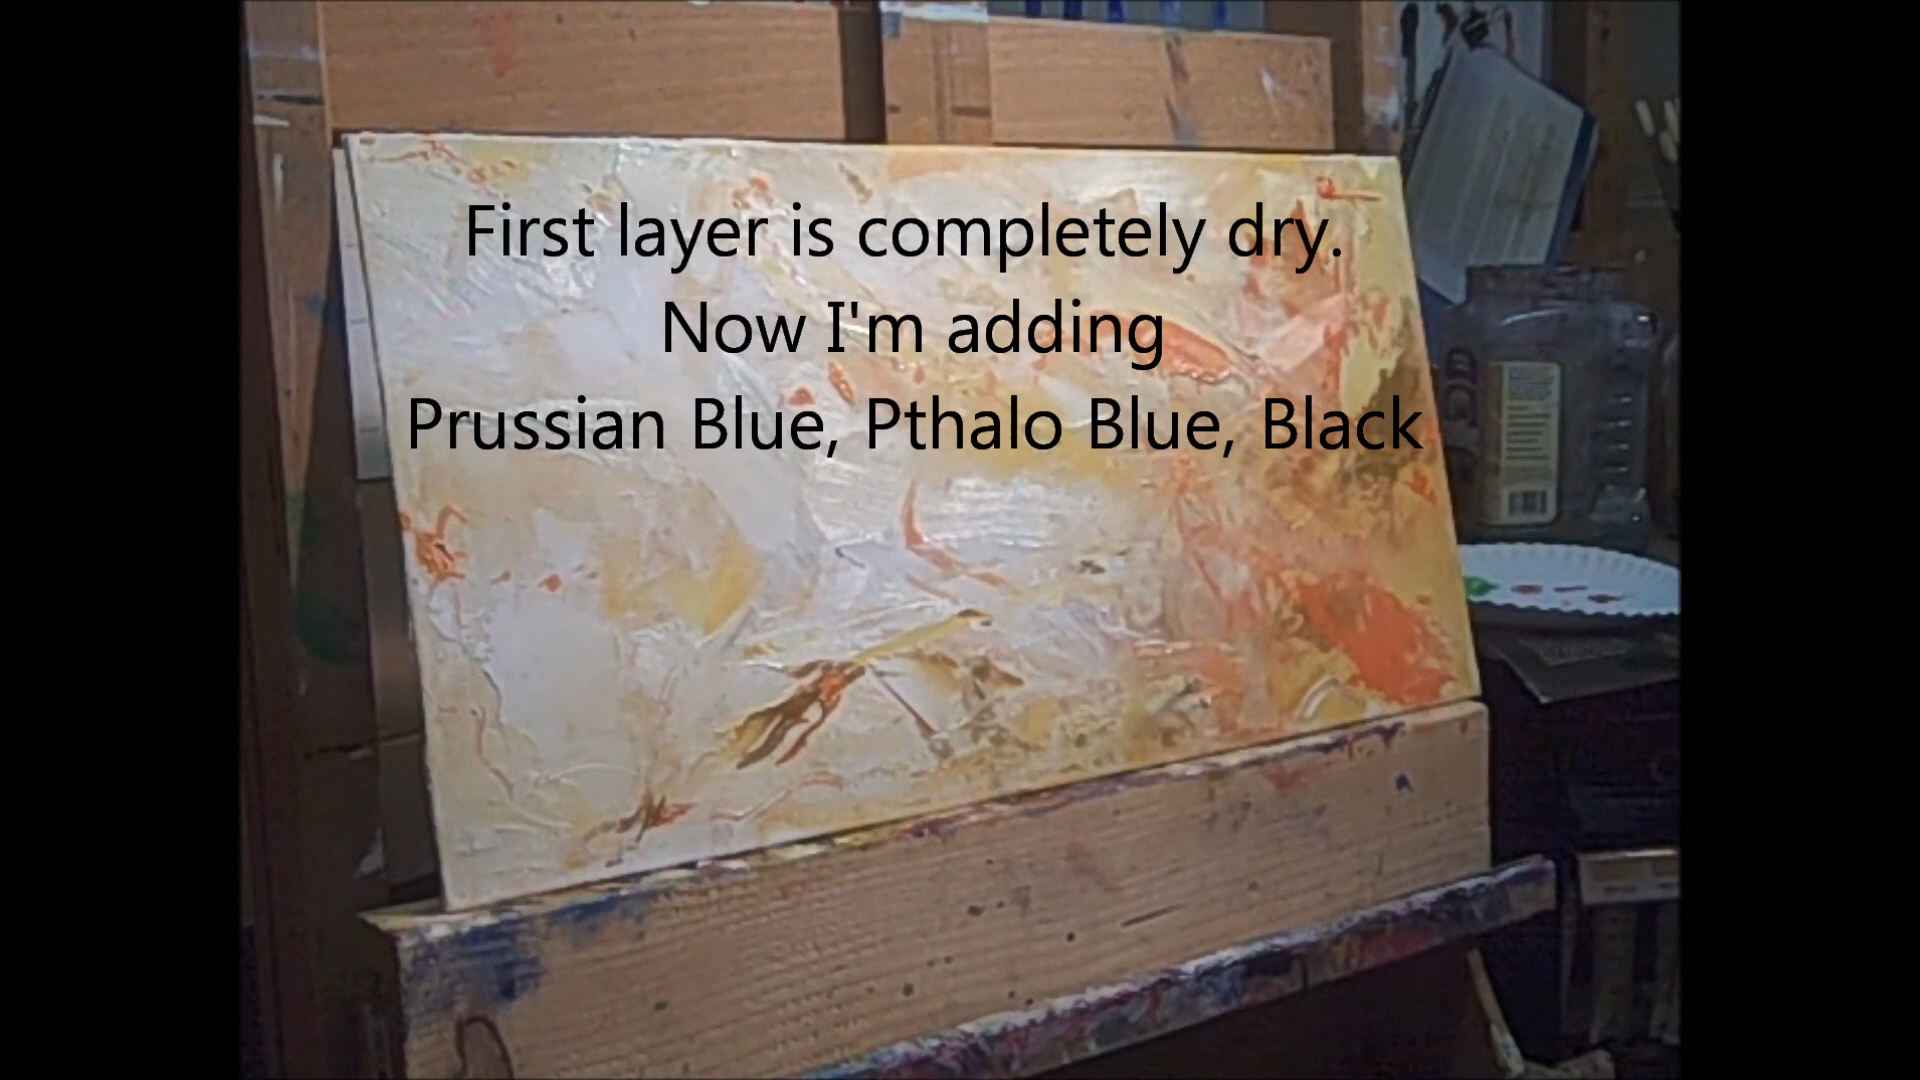 First layer is completely dry.
Now I'm adding
Prussian Blue, Pthalo Blue, Black